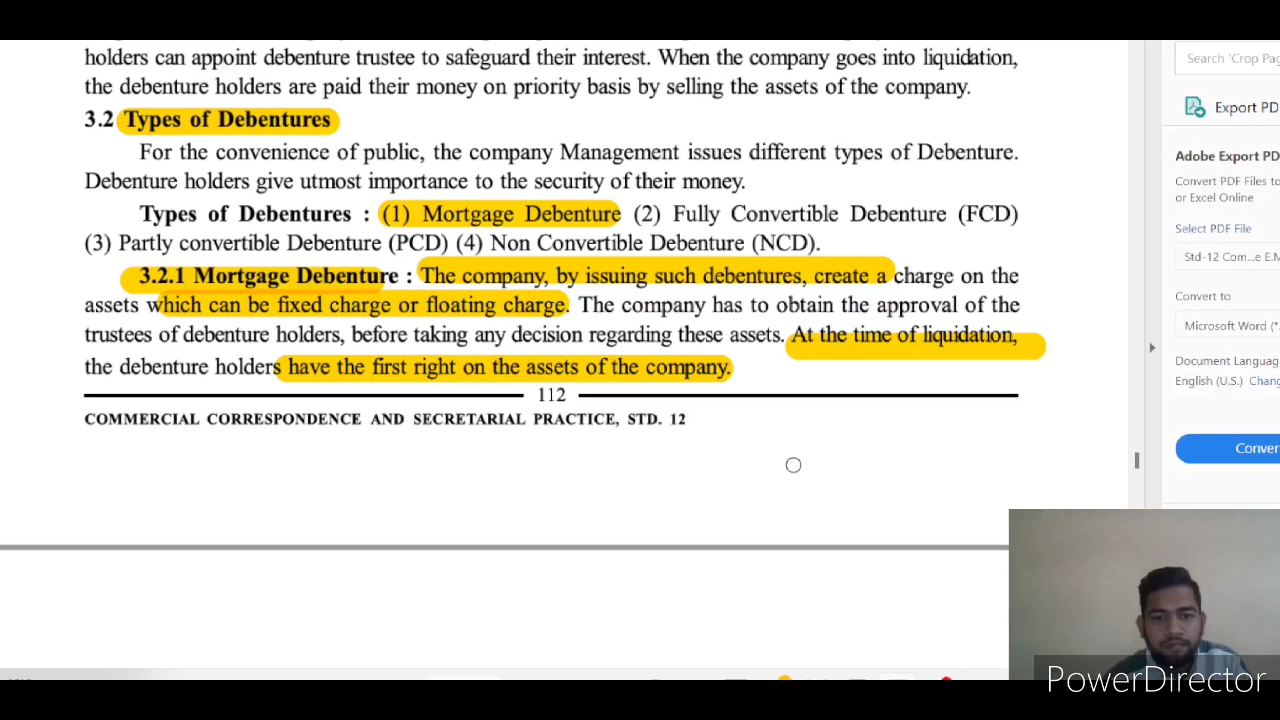 holders can appoint debenture trustee to safeguard their interest. When the company goes into liquidation,
the debenture holders are paid their money on priority basis by selling the assets of the company.
3.2 Types of Debentures
For the convenience of public, the company Management issues different types of Debenture.
Debenture holders give utmost importance to the security of their money.
Types of Debentures : (1) Mortgage Debenture (2) Fully Convertible Debenture (FCD)
(3) Partly convertible Debenture (PCD) (4) Non Convertible Debenture (NCD).
3.2.1 Mortgage Debenture : The company, by issuing such debentures, create a charge on the
assets which can be fixed charge or floating charge. The company has to obtain the approval of the
trustees of debenture holders, before taking any decision regarding these assets. At the time of liquidation,
the debenture holders have the first right on the assets of the company.
112
COMMERCIAL CORRESPONDENCE AND SECRETARIAL PRACTICE, STD. 12
Search 'Crop Pag
Export PD
Adobe Export PD
Convert PDF Files to
or Excel Online
Select PDF File
Std-12 Com...e E.M
Convert to
Microsoft Word (*.
Document Languag
English (U.S.) Chang
Conver
PowerDirector